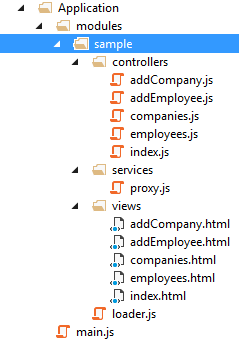 Application
modules
sample
controllers
addCompany.js
addEmployee.js
companies.js
employees.js
index.js
services
proxy.js
views
addCompany.html
addEmployee.html
companies.html
employees.html
index.html
loader.js
main.js